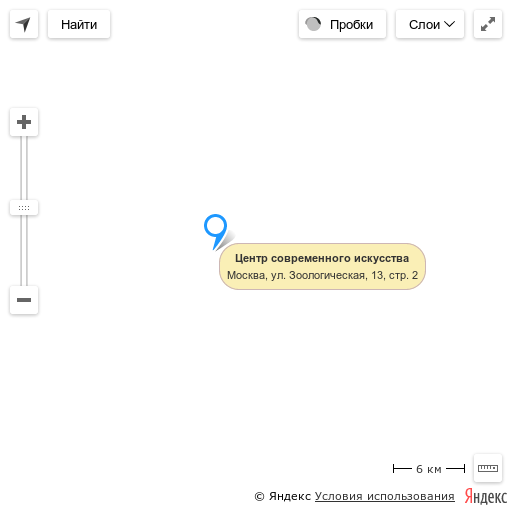 Найти
Пробки
Слои
Центр современного искусства
Москва, ул. Зоологическая, 13, стр. 2
6 км
© Яндекс Условия использования
Яндекс